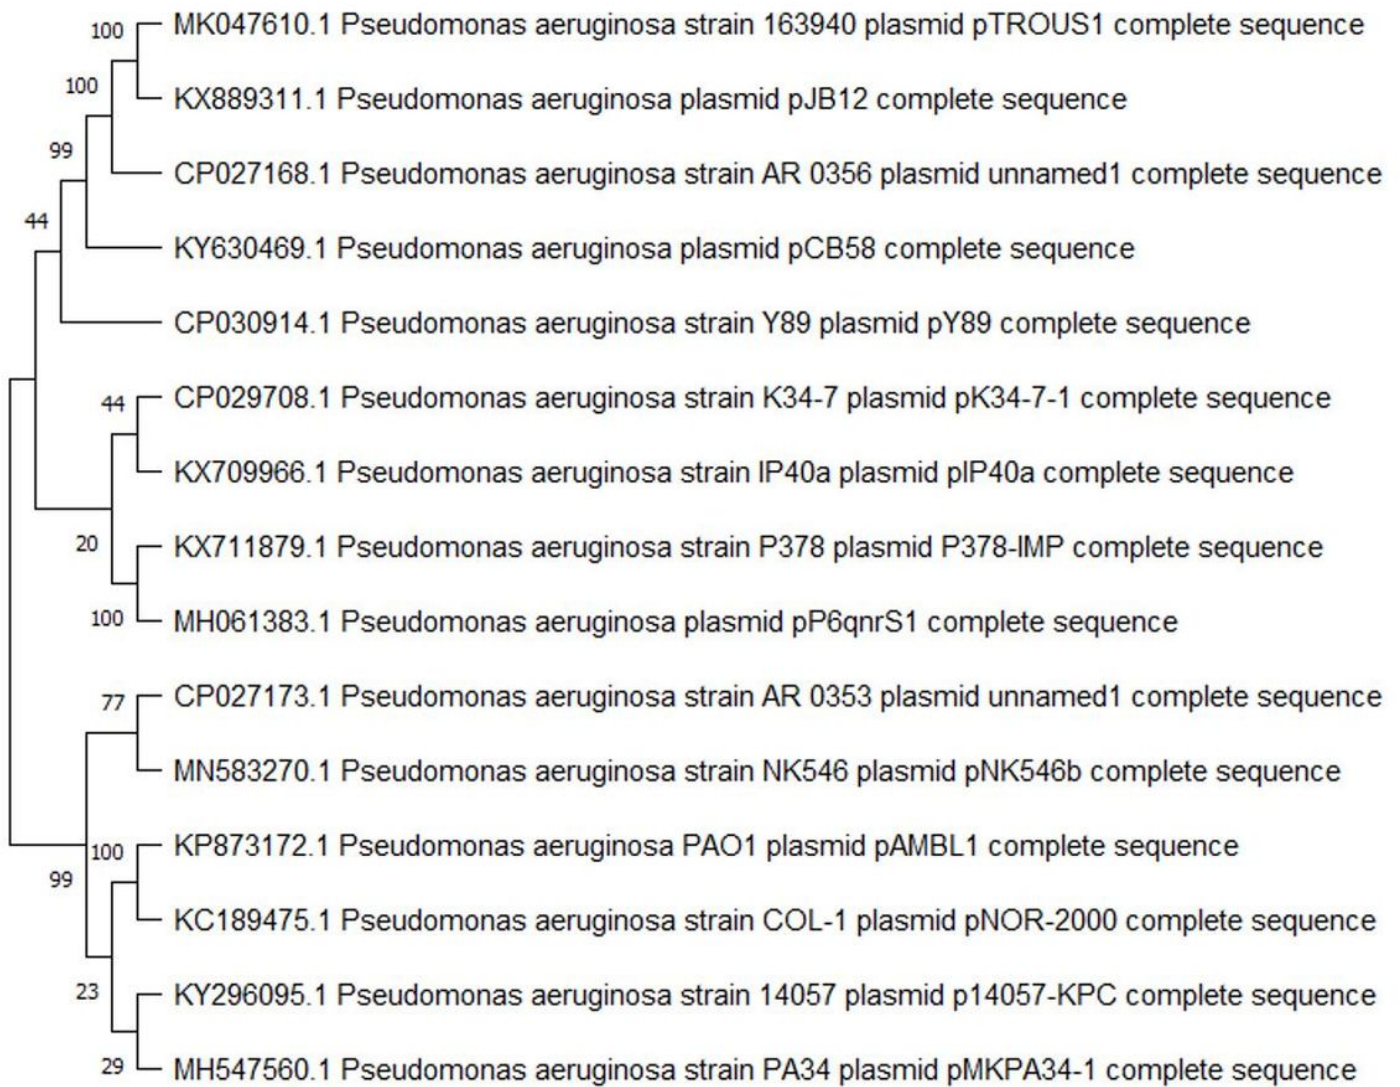 100
MK047610.1 Pseudomonas aeruginosa strain 163940 plasmid pTROUS1 complete sequence
100
KX889311.1 Pseudomonas aeruginosa plasmid pJB12 complete sequence
99
CP027168.1 Pseudomonas aeruginosa strain AR 0356 plasmid unnamed1 complete sequence
44
KY630469.1 Pseudomonas aeruginosa plasmid pCB58 complete sequence
CP030914.1 Pseudomonas aeruginosa strain Y89 plasmid pY89 complete sequence
44
CP029708.1 Pseudomonas aeruginosa strain K34-7 plasmid pK34-7-1 complete sequence
KX709966.1 Pseudomonas aeruginosa strain IP40a plasmid pIP40a complete sequence
20
KX711879.1 Pseudomonas aeruginosa strain P378 plasmid P378-IMP complete sequence
100
MH061383.1 Pseudomonas aeruginosa plasmid pP6qnrS1 complete sequence
77
CP027173.1 Pseudomonas aeruginosa strain AR 0353 plasmid unnamed1 complete sequence
MN583270.1 Pseudomonas aeruginosa strain NK546 plasmid pNK546b complete sequence
100
KP873172.1 Pseudomonas aeruginosa PAO1 plasmid pAMBL1 complete sequence
99
KC189475.1 Pseudomonas aeruginosa strain COL-1 plasmid pNOR-2000 complete sequence
23
KY296095.1 Pseudomonas aeruginosa strain 14057 plasmid p14057-KPC complete sequence
29
MH547560.1 Pseudomonas aeruginosa strain PA34 plasmid pMKPA34-1 complete sequence